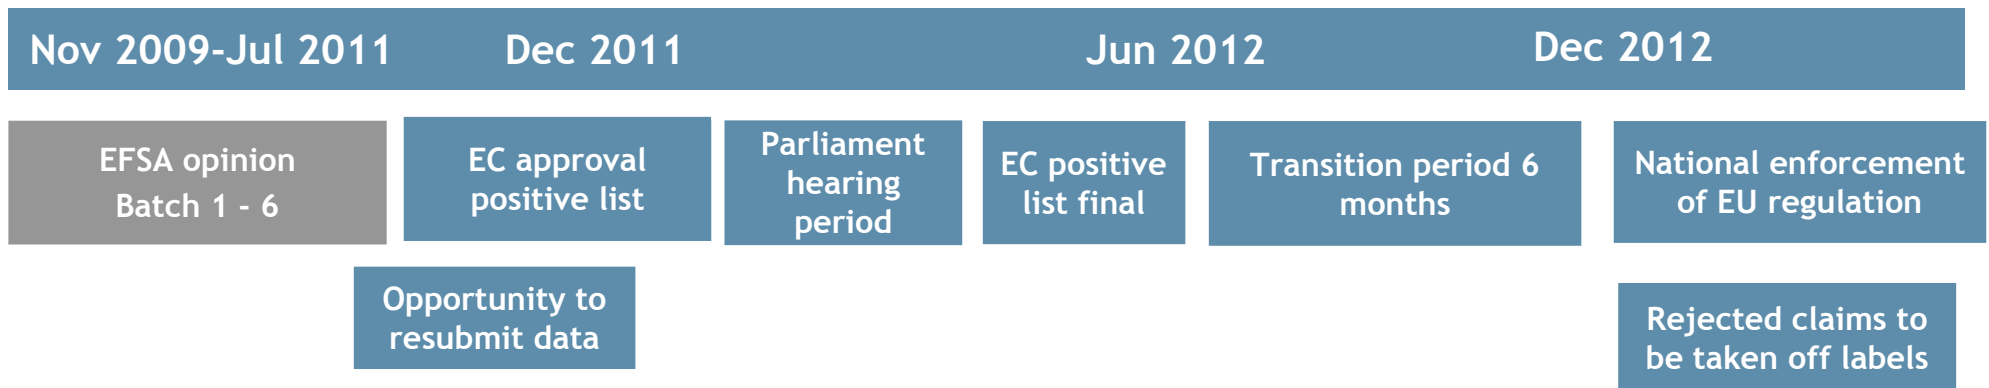 Nov 2009-Jul 2011
Dec 2011
Jun 2012
Dec 2012
EFSA opinion
Batch 1 - 6
EC approval
positive list
Parliament
hearing
period
EC positive
list final
Transition period 6
months
National enforcement
of EU regulation
Opportunity to
resubmit data
Rejected claims to
be taken off labels